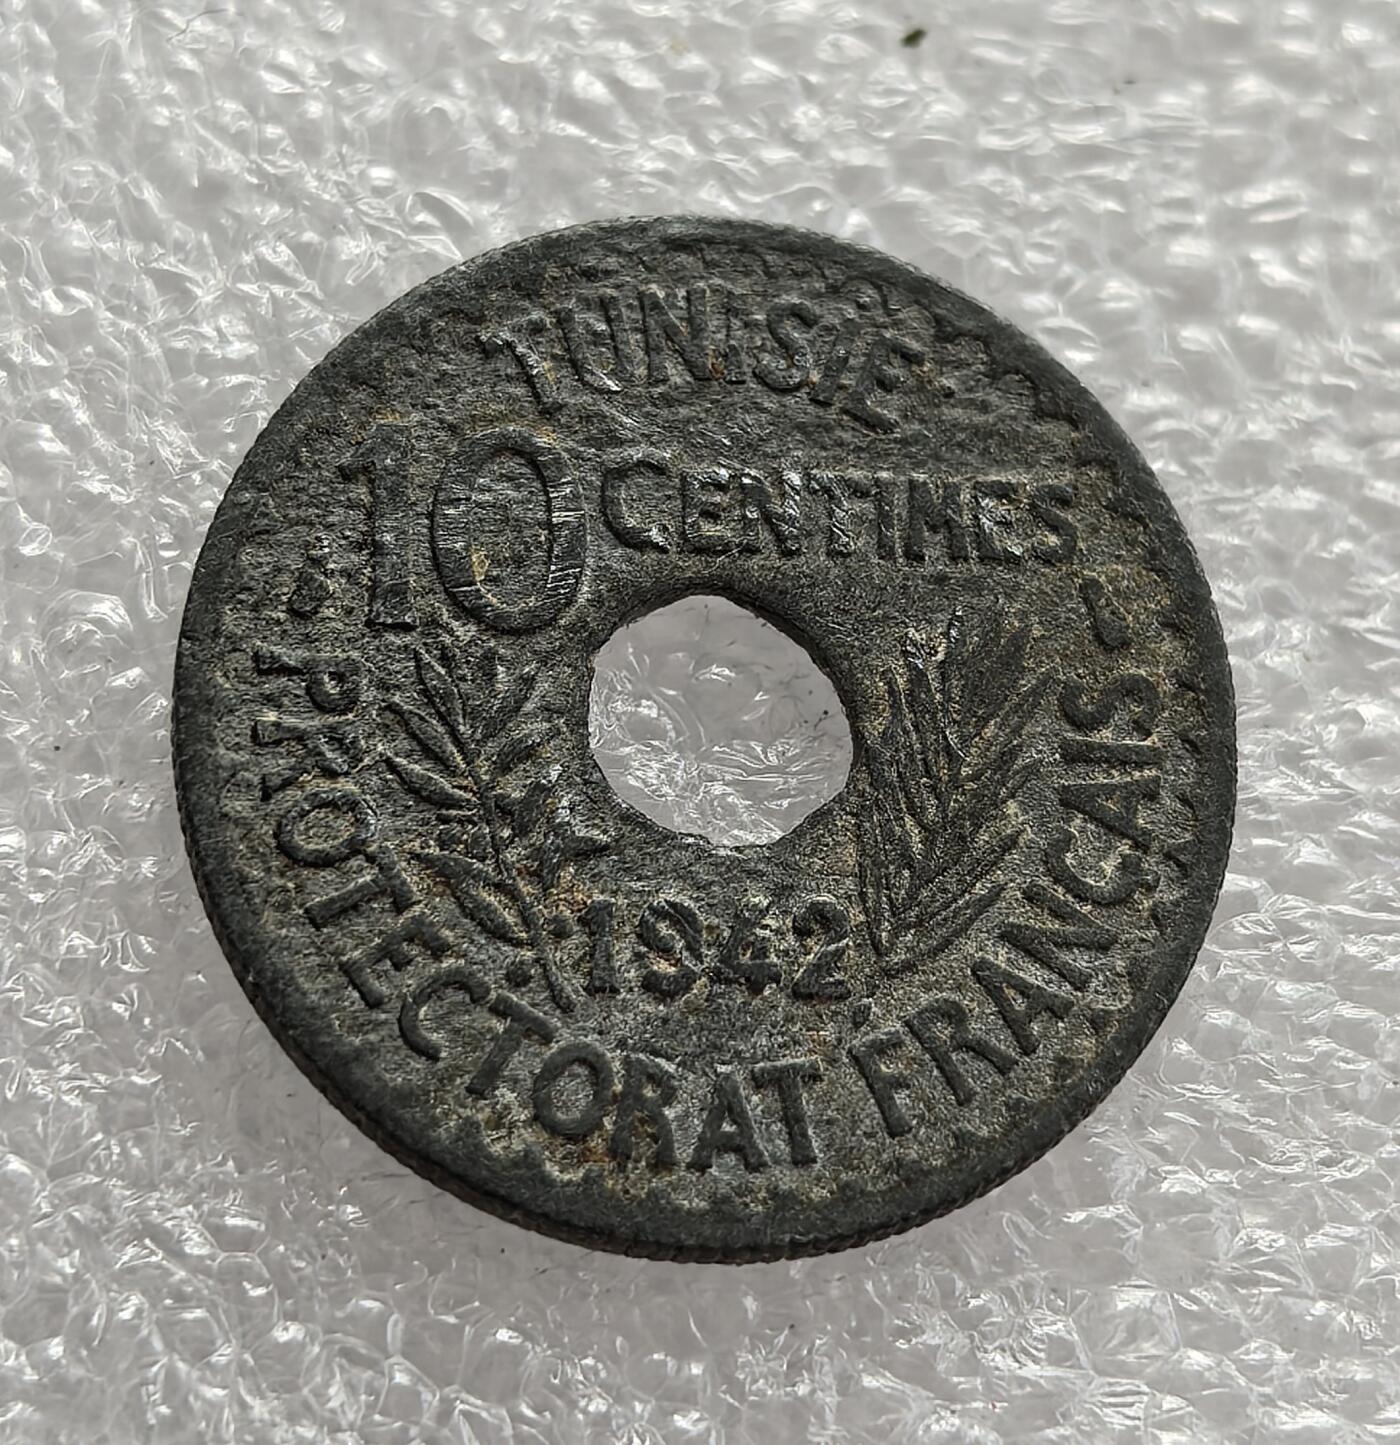 TUNISIE
10 CENTIMES
1942
PROTECTORAT FRANÇAIS